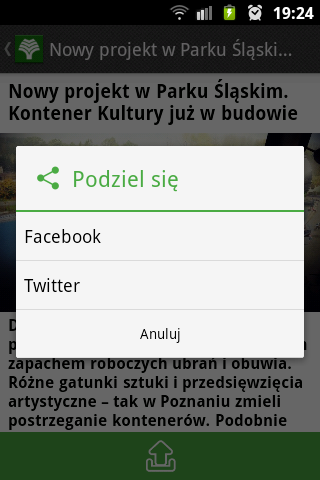 19:24
Nowy projekt w Parku Śląski...
Nowy projekt w Parku Śląskim.
Kontener Kultury już w budowie
Podziel się
Facebook
Twitter
Anuluj
zapachem roboczych ubrań i obuwia.
Różne gatunki sztuki i przedsięwzięcia
artystyczne – tak w Poznaniu zmieli
postrzeganie kontenerów. Podobnie